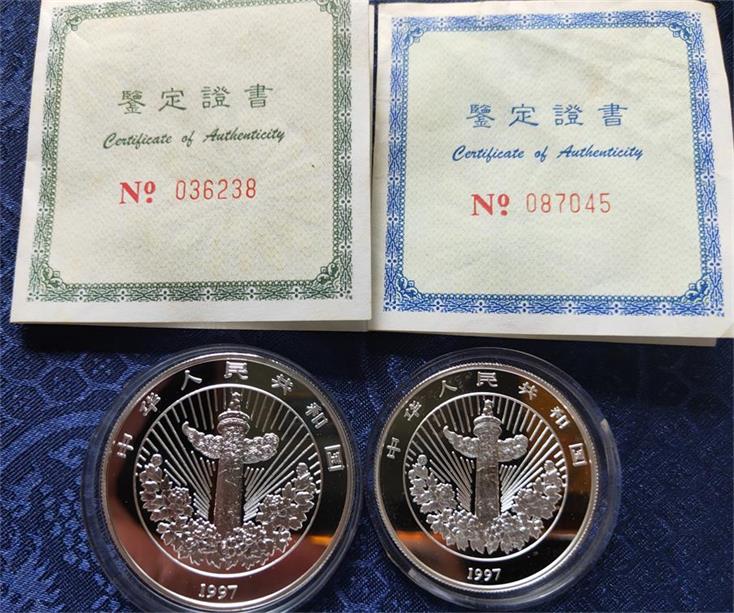 鑒定證書
Certificate of Authenticity
Nº 036238
鑒定證書
Certificate of Authenticity
Nº 087045
中华人民共和国
1997
中华人民共和国
1997